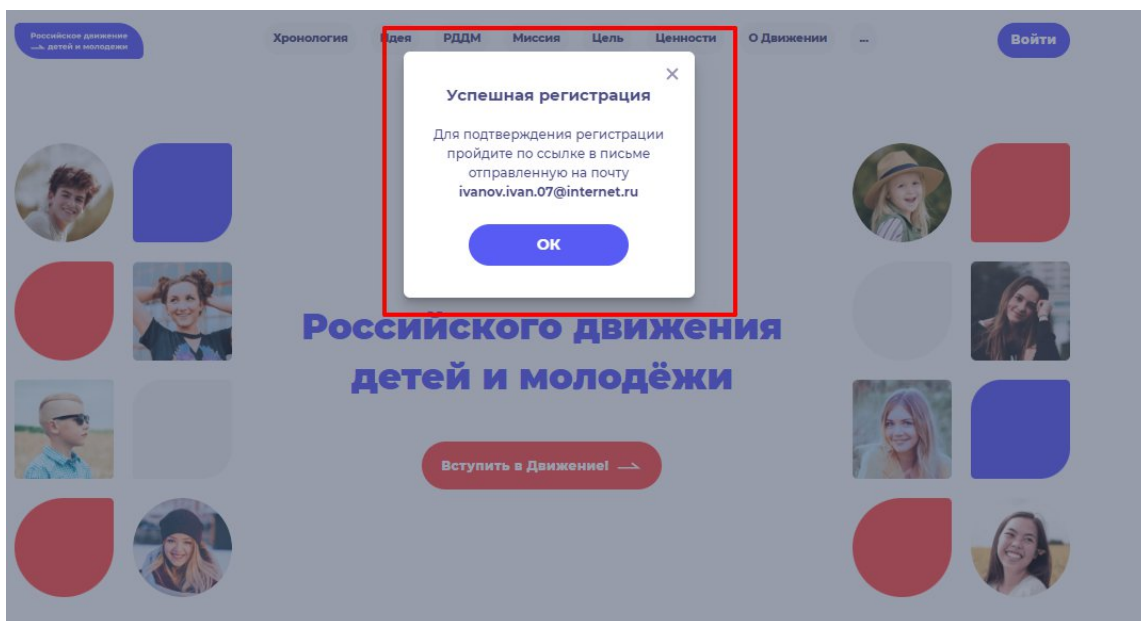 Российское движение
детей и молодежи
Хронология Идея РДДМ Миссия Цель Ценности О Движении ...
Войти
Успешная регистрация
Для подтверждения регистрации
пройдите по ссылке в письме
отправленную на почту
ivanov.ivan.07@internet.ru
ОК
Российского движения
детей и молодёжи
Вступить в Движение!